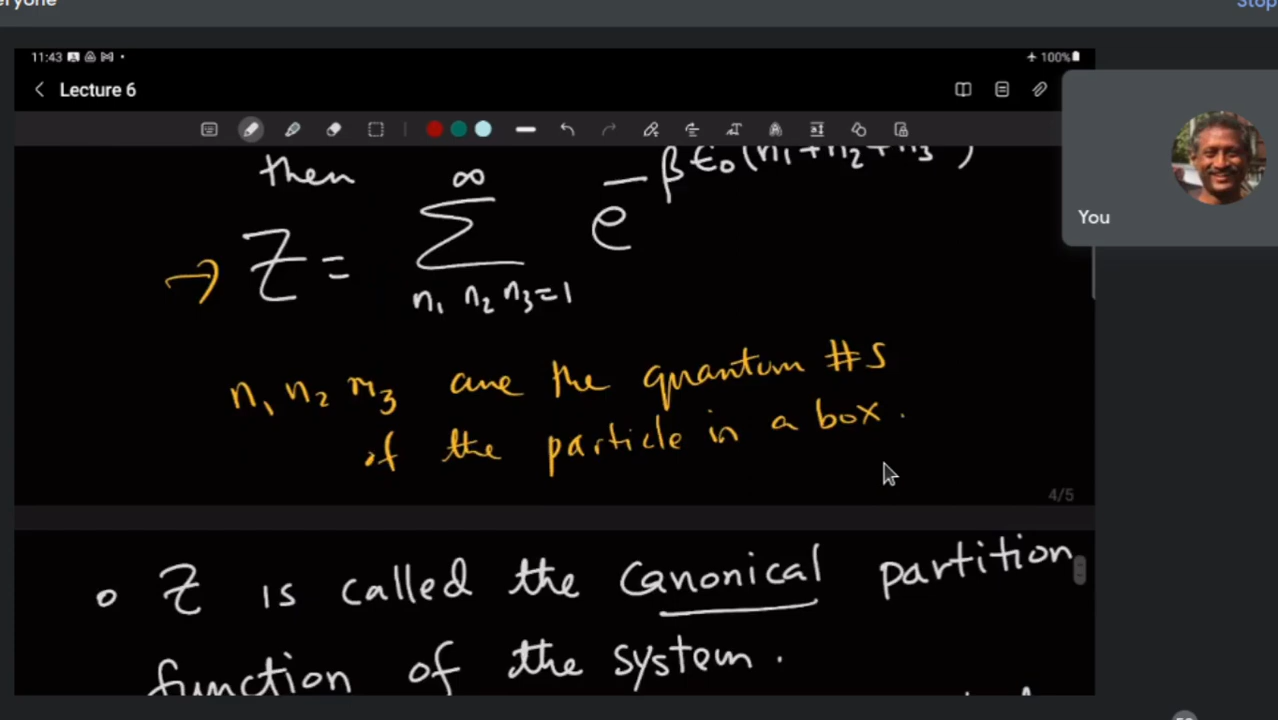 everyone
Stop
11:43
100%
Lecture 6
You
then
∞
e^-βε₀(n₁+n₂+n₃ )
→ Z = Σ
n₁ n₂ n₃=1
n₁ n₂ n₃ are the quantum #s
of the particle in a box.
4/5
o Z is called the canonical partition
function of the system.